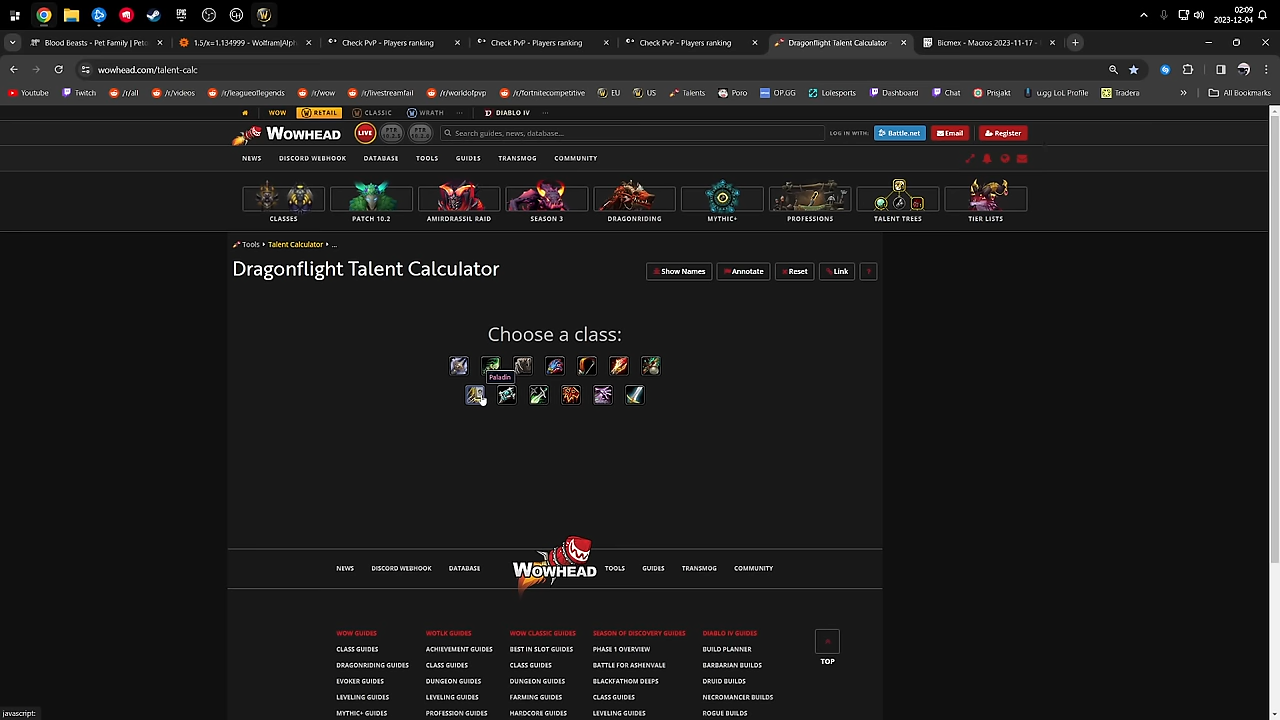 02:09
2023-12-04
Blood Beasts - Pet Family | Peto
1.5/x=1.134999 - Wolfram|Alph
Check PvP - Players ranking
Check PvP - Players ranking
Check PvP - Players ranking
Dragonflight Talent Calculator
Bicmex - Macros 2023-11-17 -
wowhead.com/talent-calc
Youtube
Twitch
r/all
r/videos
r/leagueoflegends
r/wow
r/livestreamfail
r/worldofpvp
r/fortnitecompetitive
EU
US
Talents
Poro
OP.GG
Lolesports
Dashboard
Chat
Prisjakt
u.gg LoL Profile
Tradera
All Bookmarks
WOW
RETAIL
CLASSIC
WRATH
DIABLO IV
WOWHEAD
LIVE
Search guides, news, database...
LOG IN WITH:
Battle.net
Email
Register
NEWS
DISCORD WEBHOOK
DATABASE
TOOLS
GUIDES
TRANSMOG
COMMUNITY
CLASSES
PATCH 10.2
AMIRDRASSIL RAID
SEASON 3
DRAGONRIDING
MYTHIC+
PROFESSIONS
TALENT TREES
TIER LISTS
Tools
Talent Calculator
...
Dragonflight Talent Calculator
Show Names
Annotate
Reset
Link
?
Choose a class:
Paladin
NEWS
DISCORD WEBHOOK
DATABASE
WOWHEAD
TOOLS
GUIDES
TRANSMOG
COMMUNITY
WOW GUIDES
CLASS GUIDES
DRAGONRIDING GUIDES
EVOKER GUIDES
LEVELING GUIDES
MYTHIC+ GUIDES
WOTLK GUIDES
ACHIEVEMENT GUIDES
CLASS GUIDES
DUNGEON GUIDES
LEVELING GUIDES
PROFESSION GUIDES
WOW CLASSIC GUIDES
BEST IN SLOT GUIDES
CLASS GUIDES
DUNGEON GUIDES
FARMING GUIDES
HARDCORE GUIDES
SEASON OF DISCOVERY GUIDES
PHASE 1 OVERVIEW
BATTLE FOR ASHENVALE
BLACKFATHOM DEEPS
CLASS GUIDES
LEVELING GUIDES
DIABLO IV GUIDES
BUILD PLANNER
BARBARIAN BUILDS
DRUID BUILDS
NECROMANCER BUILDS
ROGUE BUILDS
TOP
javascript: